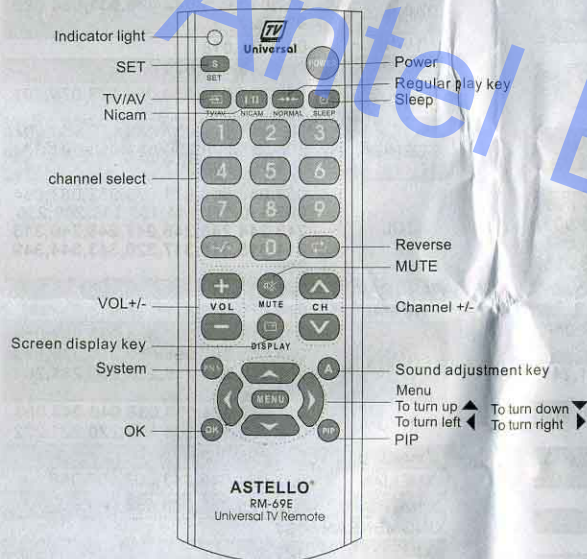 Antel E
Indicator light
TV
Universal
SET
S
SET
POWER
Power
Regular play key
TV/AV
Sleep
Nicam
I·II
TV/AV NICAM NORMAL SLEEP
1 2 3
channel select
4 5 6
7 8 9
-/-- 0
Reverse
MUTE
VOL+/-
+
VOL
MUTE
CH
Channel +/-
Screen display key
DISPLAY
System
A
Sound adjustment key
Menu
MENU
To turn up ▲ To turn down ▼
To turn left ◀ To turn right ▶
OK
OK
PIP
PIP
ASTELLO®
RM-69E
Universal TV Remote